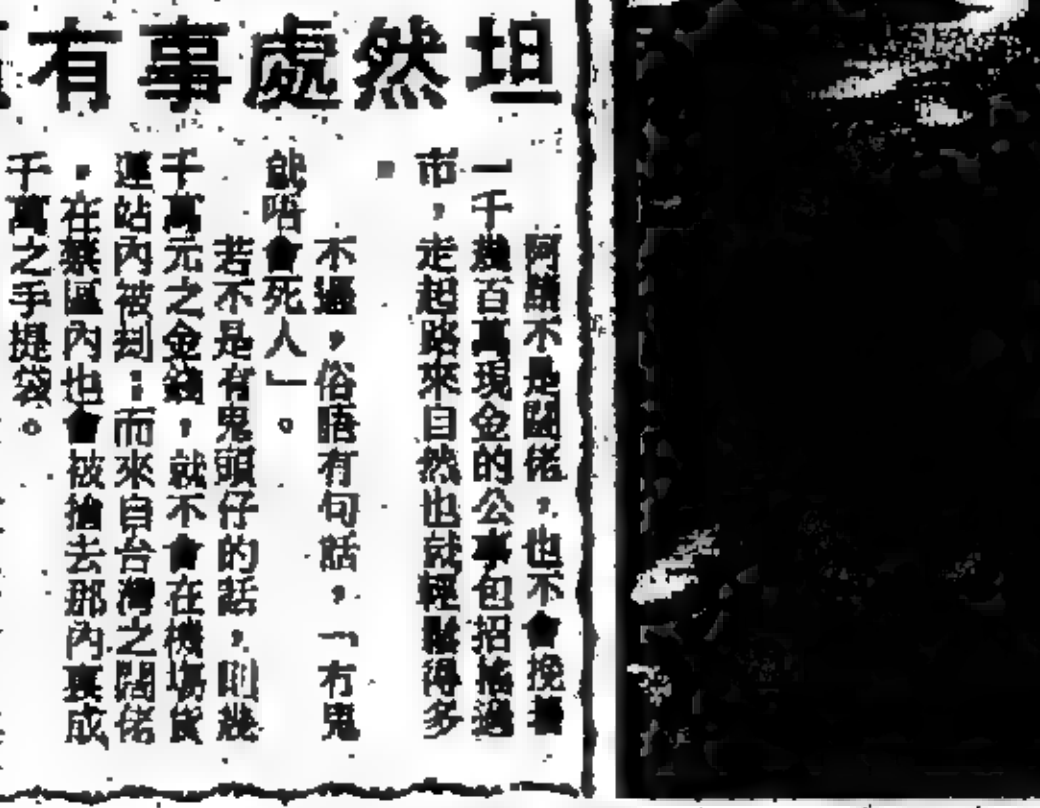 坦然處事有
阿驥不是闊佬，也不會挽着
一千幾百萬現金的公事包招搖過
市，走起路來自然也就輕鬆得多
。
不過，俗語有句話，「冇鬼
就唔會死人」。
若不是有鬼頭仔的話，則幾
千萬元之金錢，就不會在機場貨
運站內被刦；而來自台灣之闊佬
，在禁區內也會被搶去那內裏成
千萬之手提袋。